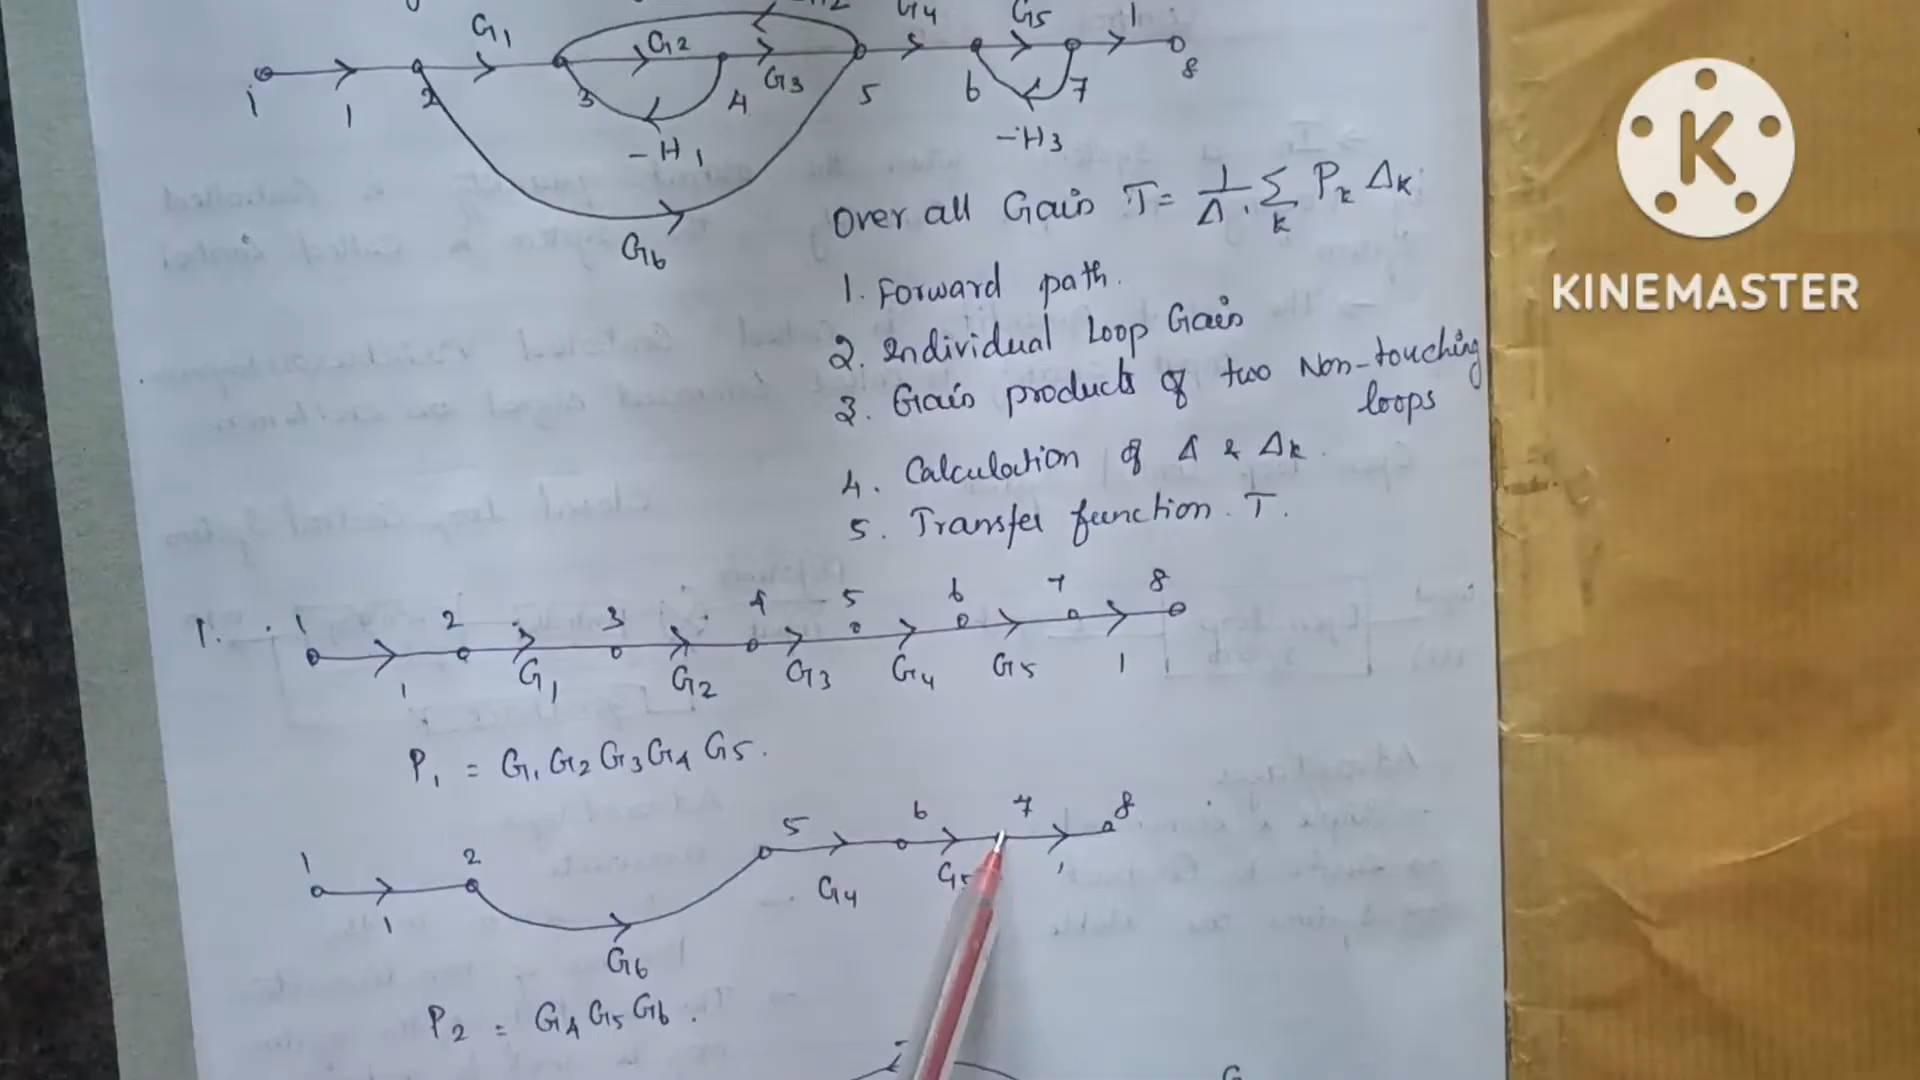 G1 G2 G3 G4 G5 1
1 1 2 3 4 5 6 7 8
-H1 -H3
G6
Over all Gain T = 1/Δ . Σk Pk Δk
1. Forward path.
2. Individual Loop Gain
3. Gain products of two Non-touching
loops
4. Calculation of Δ & Δk.
5. Transfer function. T.
1. 1 2 3 4 5 6 7 8
1 G1 G2 G3 G4 G5 1
P1 = G1 G2 G3 G4 G5.
1 2 5 6 7 8
1 G6 G4 G5 1
P2 = G4 G5 G6.
K
KINEMASTER